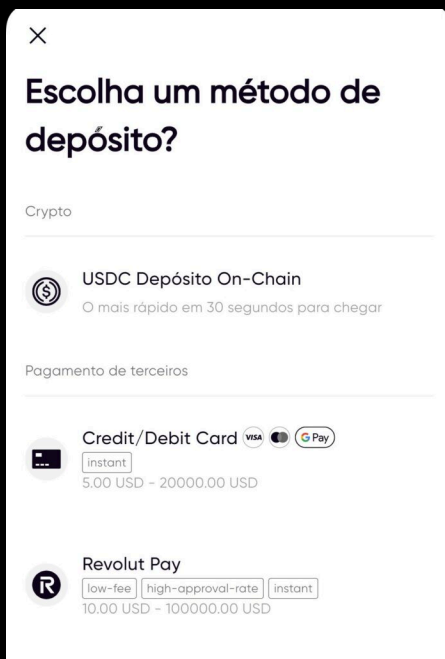 Escolha um método de
depósito?
Crypto
USDC Depósito On-Chain
O mais rápido em 30 segundos para chegar
Pagamento de terceiros
Credit/Debit Card VISA G Pay
instant
5.00 USD - 20000.00 USD
Revolut Pay
low-fee high-approval-rate instant
10.00 USD - 100000.00 USD